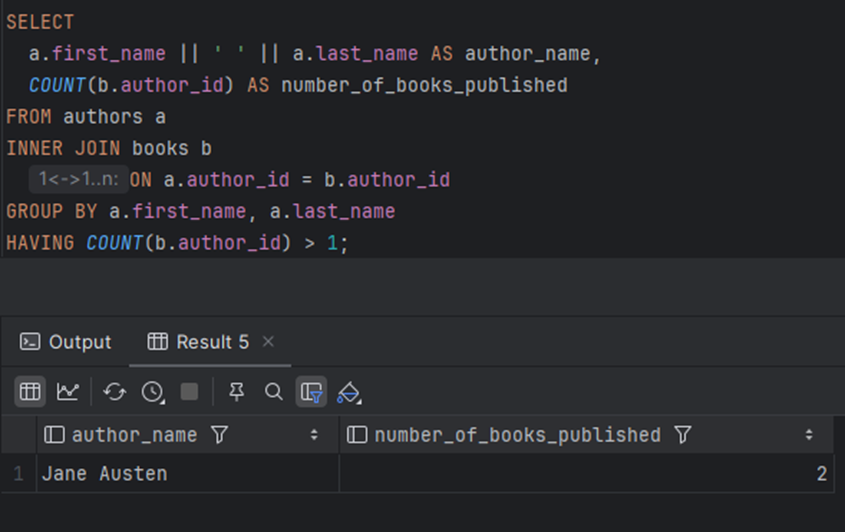 SELECT
a.first_name || ' ' || a.last_name AS author_name,
COUNT(b.author_id) AS number_of_books_published
FROM authors a
INNER JOIN books b
1<->1..n: ON a.author_id = b.author_id
GROUP BY a.first_name, a.last_name
HAVING COUNT(b.author_id) > 1;
Output Result 5 ×
author_name number_of_books_published
1 Jane Austen 2